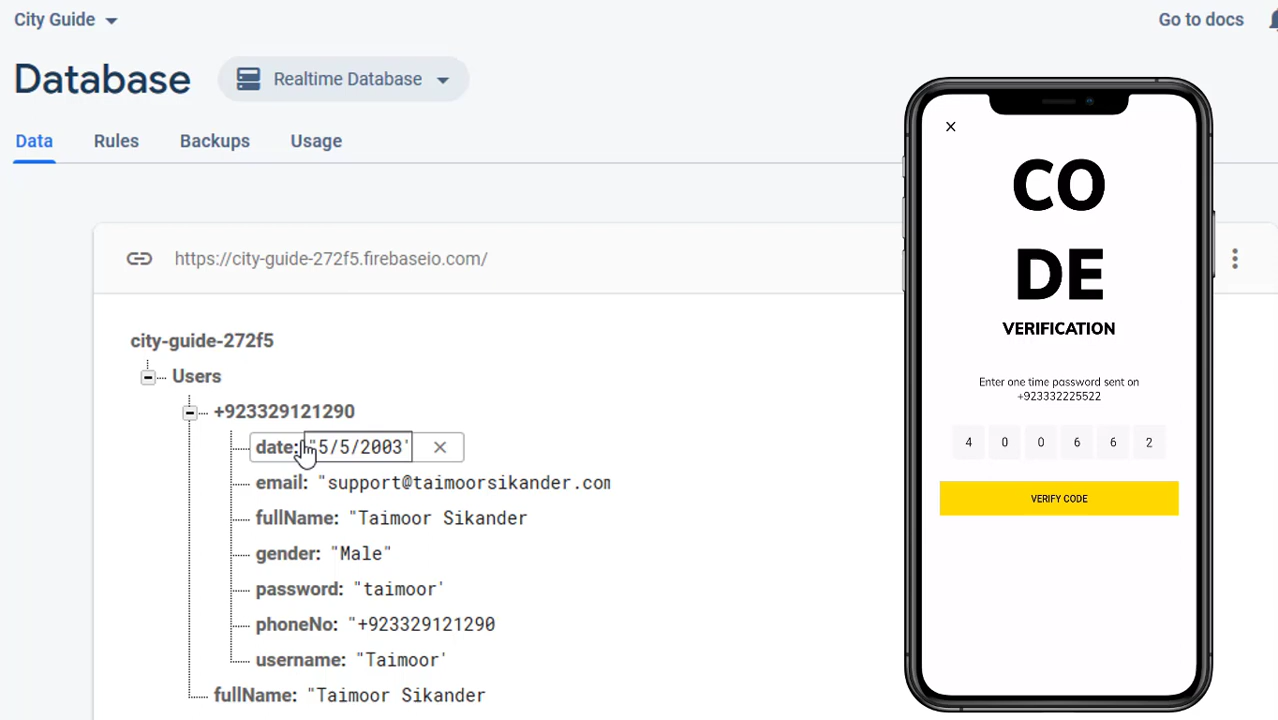 City Guide
Go to docs
Database
Realtime Database
Data
Rules
Backups
Usage
https://city-guide-272f5.firebaseio.com/
city-guide-272f5
Users
+923329121290
date: "5/5/2003"
email: "support@taimoorsikander.com
fullName: "Taimoor Sikander
gender: "Male"
password: "taimoor'
phoneNo: "+923329121290
username: "Taimoor'
fullName: "Taimoor Sikander
CO
DE
VERIFICATION
Enter one time password sent on
+923332225522
4 0 0 6 6 2
VERIFY CODE